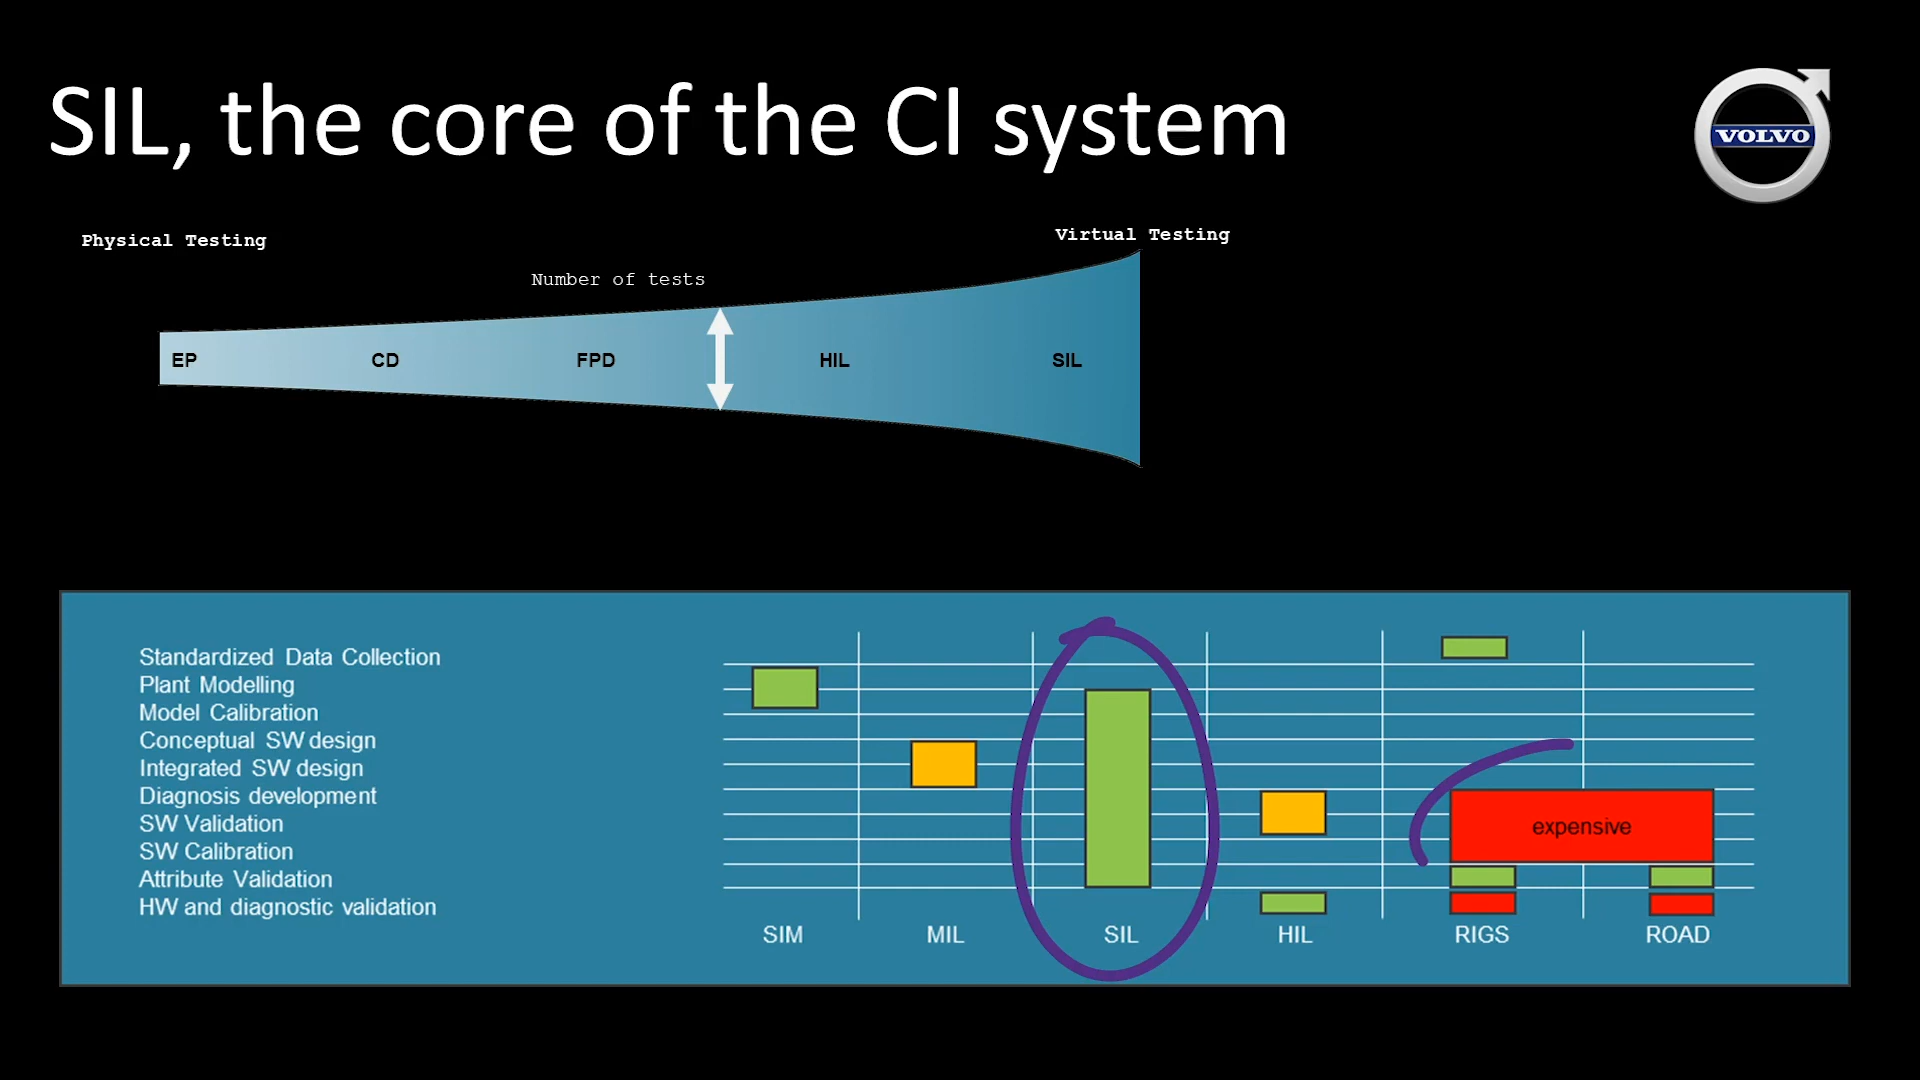 SIL, the core of the CI system
VOLVO
Physical Testing
Virtual Testing
Number of tests
EP CD FPD HIL SIL
Standardized Data Collection
Plant Modelling
Model Calibration
Conceptual SW design
Integrated SW design
Diagnosis development
SW Validation
SW Calibration
Attribute Validation
HW and diagnostic validation
expensive
SIM MIL SIL HIL RIGS ROAD